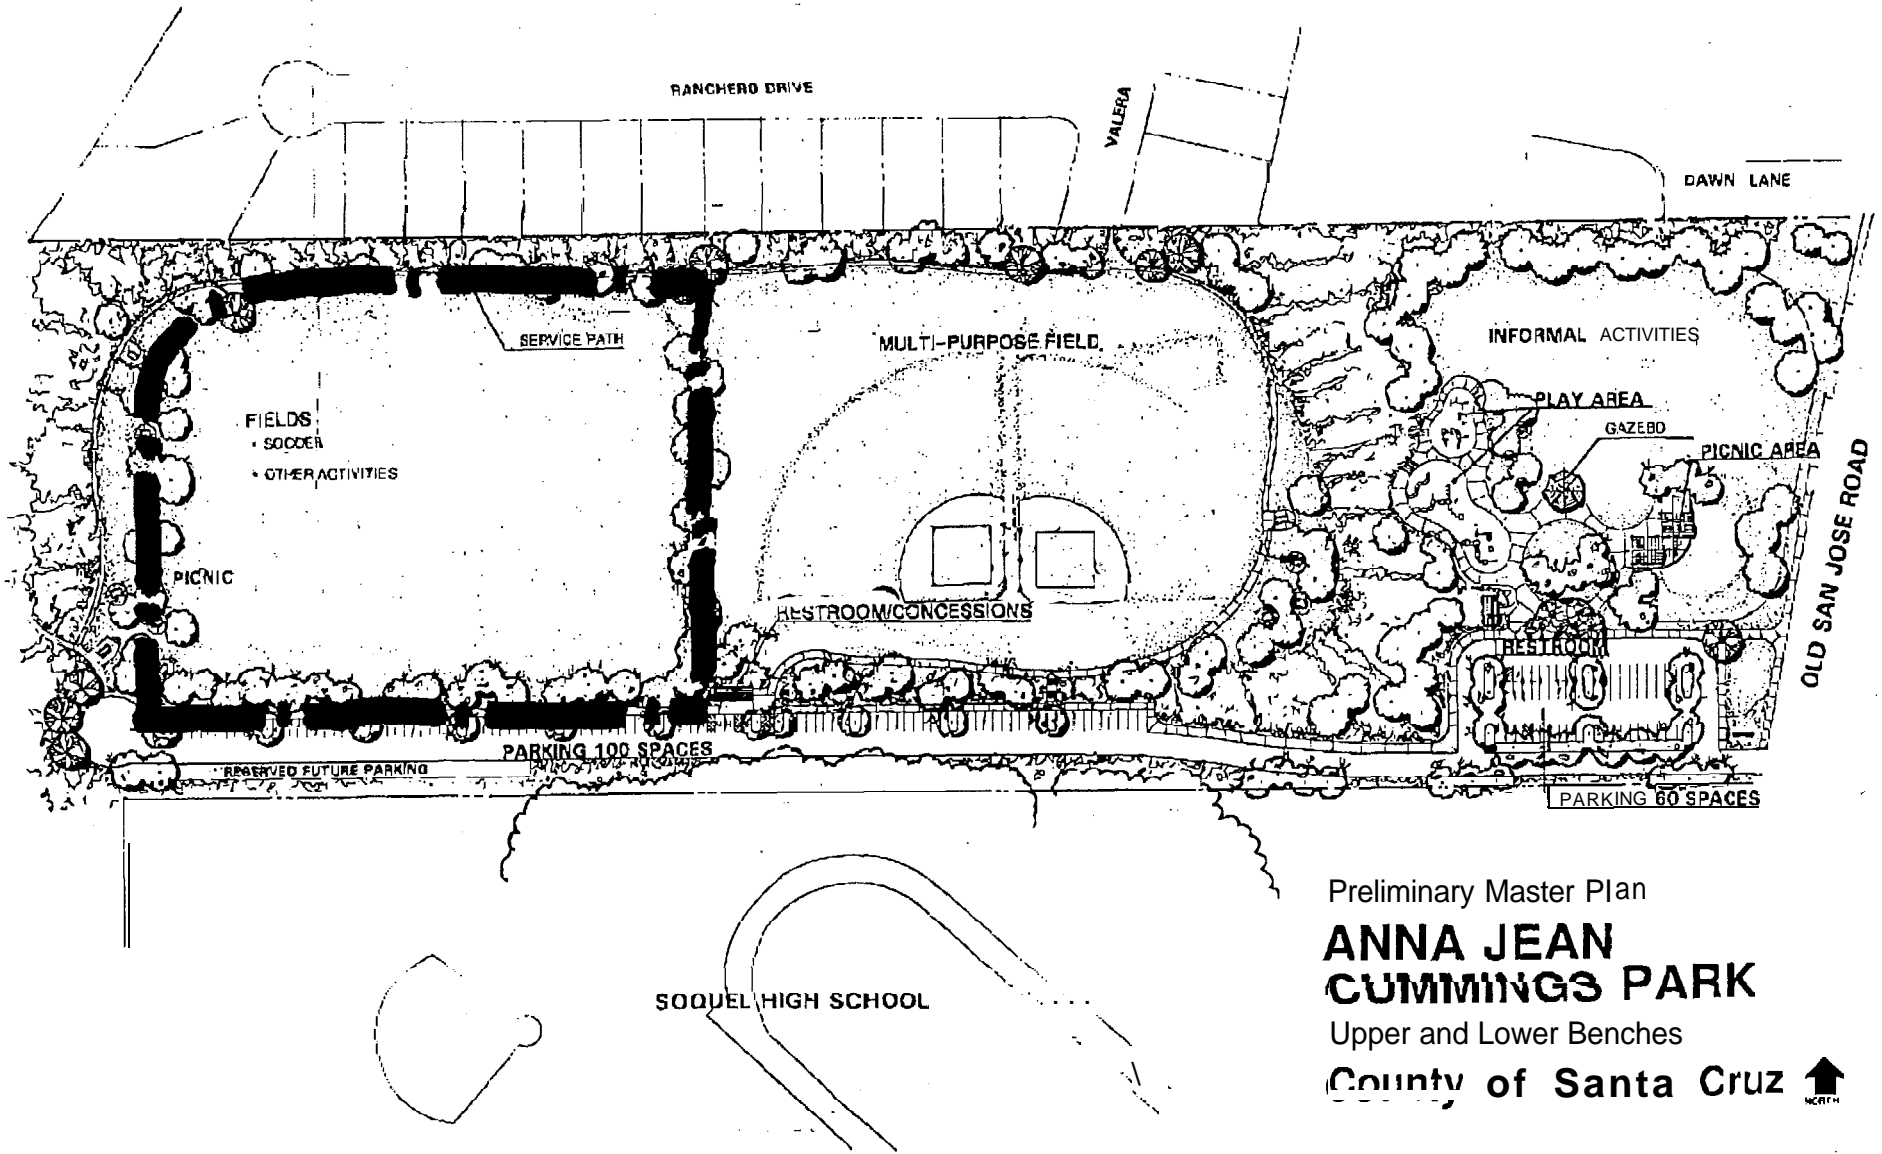 RANCHERO DRIVE
VALERA
DAWN LANE
SERVICE PATH
MULTI-PURPOSE FIELD
INFORMAL ACTIVITIES
PLAY AREA
GAZEBO
PICNIC AREA
FIELDS
• SOCCER
• OTHER ACTIVITIES
OLD SAN JOSE ROAD
PICNIC
RESTROOM/CONCESSIONS
RESTROOM
PARKING 100 SPACES
RESERVED FUTURE PARKING
PARKING 60 SPACES
SOQUEL HIGH SCHOOL
Preliminary Master Plan
ANNA JEAN
CUMMINGS PARK
Upper and Lower Benches
County of Santa Cruz
NORTH